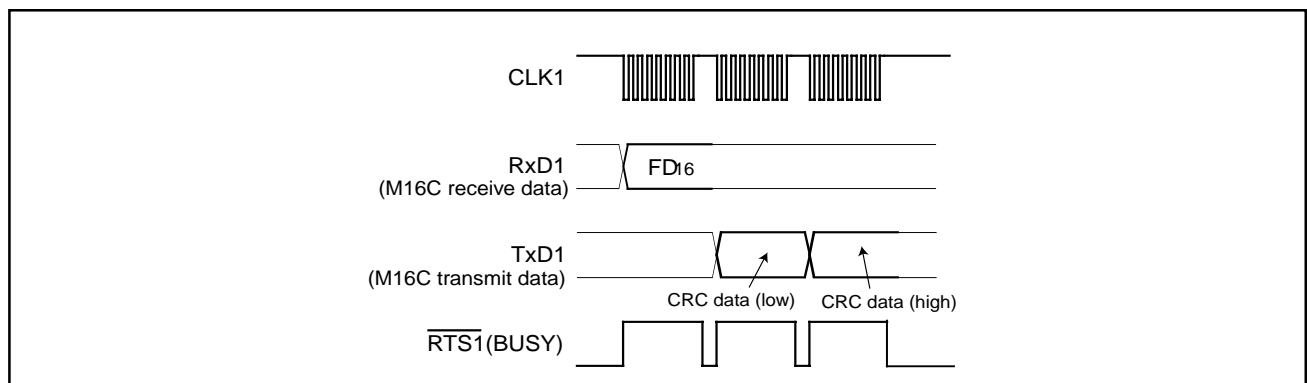 CLK1
RxD1
(M16C receive data)
FD16
TxD1
(M16C transmit data)
CRC data (low)
CRC data (high)
RTS1(BUSY)